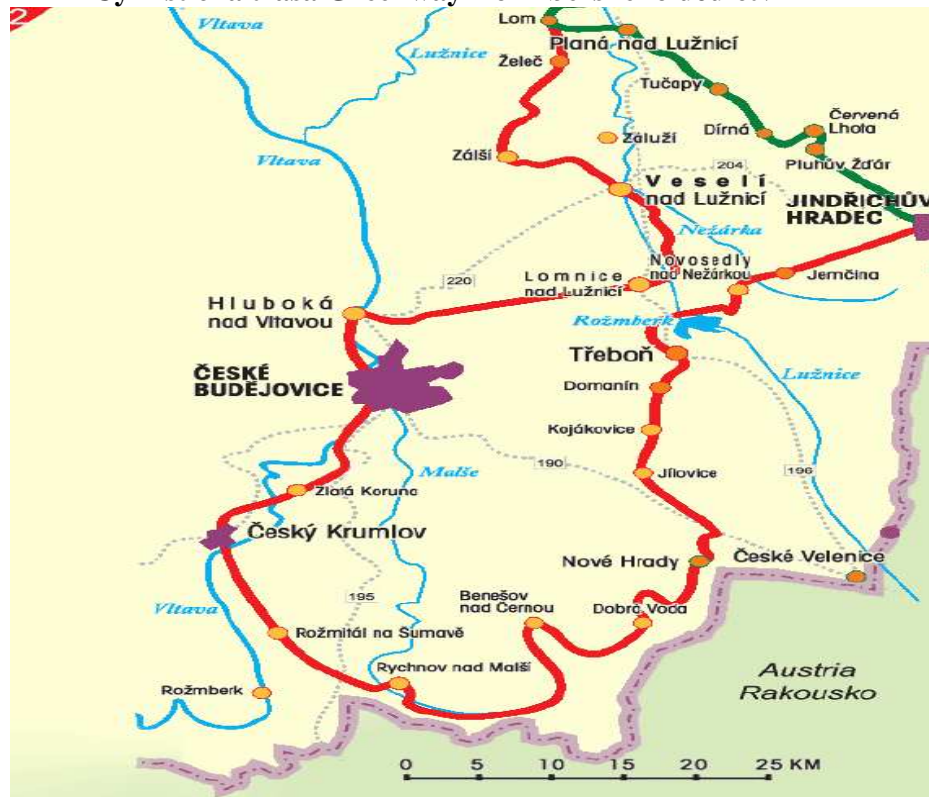 2
Vltava
Lom
Planá nad Lužnicí
Lužnice
Želeč
Tučapy
Červená
Lhota
Dírná
Záluží
Vltava
Zálší
204
Pluhův Žďár
Veselí
nad Lužnicí
JINDŘICHŮV
HRADEC
Nežárka
Novosedly
nad Nežárkou
Jemčina
220
Lomnice
nad Lužnicí
Hluboká
nad Vltavou
Rožmberk
Třeboň
ČESKÉ
BUDĚJOVICE
Lužnice
Domanín
Kojákovice
Malše
190
196
Jílovice
Zlatá Koruna
Český Krumlov
Nové Hrady
České Velenice
Vltava
195
Benešov
nad Černou
Dobrá Voda
Rožmitál na Šumavě
Rychnov nad Malší
Rožmberk
Austria
Rakousko
0 5 10 15 20 25 KM